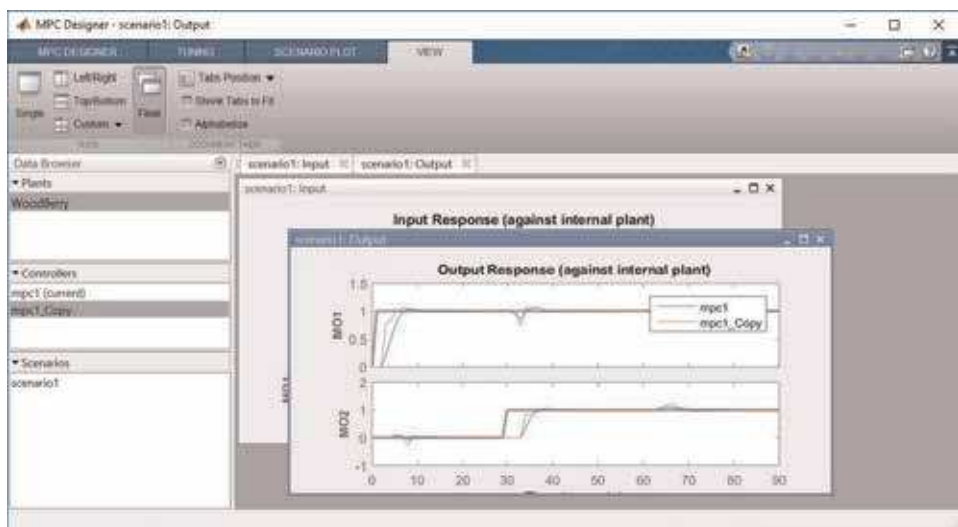 MPC Designer - scenario1: Output
MPC DESIGNER TUNING SCENARIO PLOT VIEW
Single
Left/Right
Top/Bottom
Custom
Float
Tabs Position
Shrink Tabs to Fit
Alphabetize
Data Browser
Plants
WoodBerry
Controllers
mpc1 (current)
mpc1_Copy
Scenarios
scenario1
scenario1: Input
scenario1: Output
scenario1: Input
Input Response (against internal plant)
scenario1: Output
Output Response (against internal plant)
1.5
1
0.5
0
MO1
mpc1
mpc1_Copy
2
1
0
-1
MO2
0 10 20 30 40 50 60 70 80 90